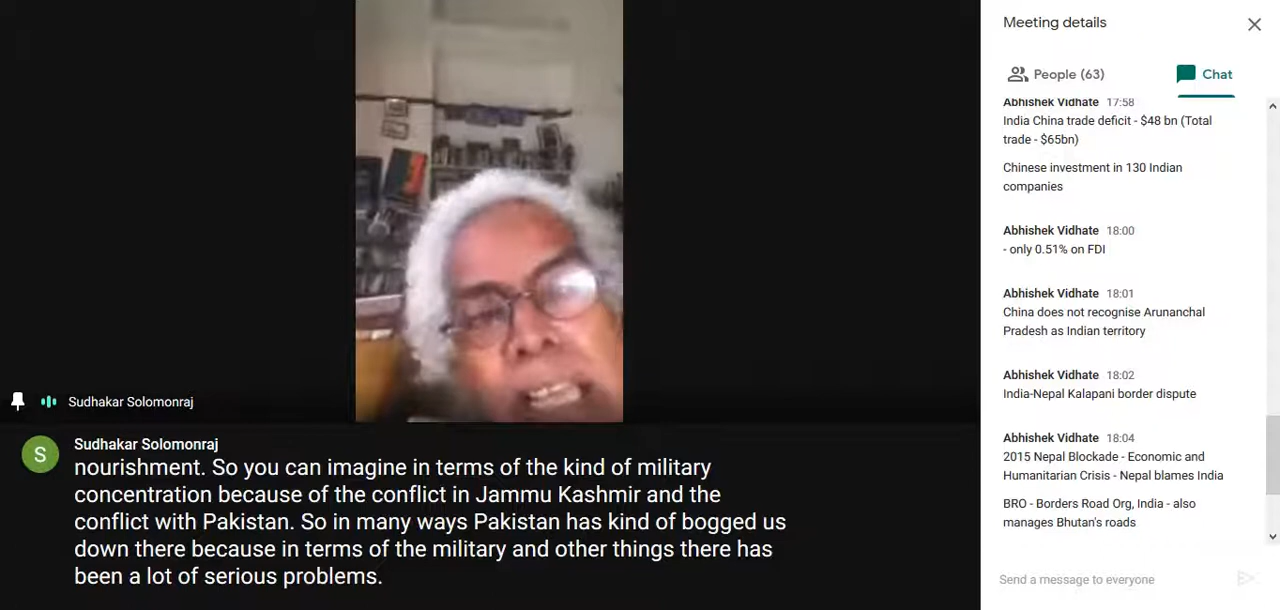 Meeting details
People (63)
Chat
Abhishek Vidhate 17:58
India China trade deficit - $48 bn (Total
trade - $65bn)
Chinese investment in 130 Indian
companies
Abhishek Vidhate 18:00
- only 0.51% on FDI
Abhishek Vidhate 18:01
China does not recognise Arunanchal
Pradesh as Indian territory
Abhishek Vidhate 18:02
India-Nepal Kalapani border dispute
Abhishek Vidhate 18:04
2015 Nepal Blockade - Economic and
Humanitarian Crisis - Nepal blames India
BRO - Borders Road Org, India - also
manages Bhutan's roads
Send a message to everyone
Sudhakar Solomonraj
S
Sudhakar Solomonraj
nourishment. So you can imagine in terms of the kind of military
concentration because of the conflict in Jammu Kashmir and the
conflict with Pakistan. So in many ways Pakistan has kind of bogged us
down there because in terms of the military and other things there has
been a lot of serious problems.